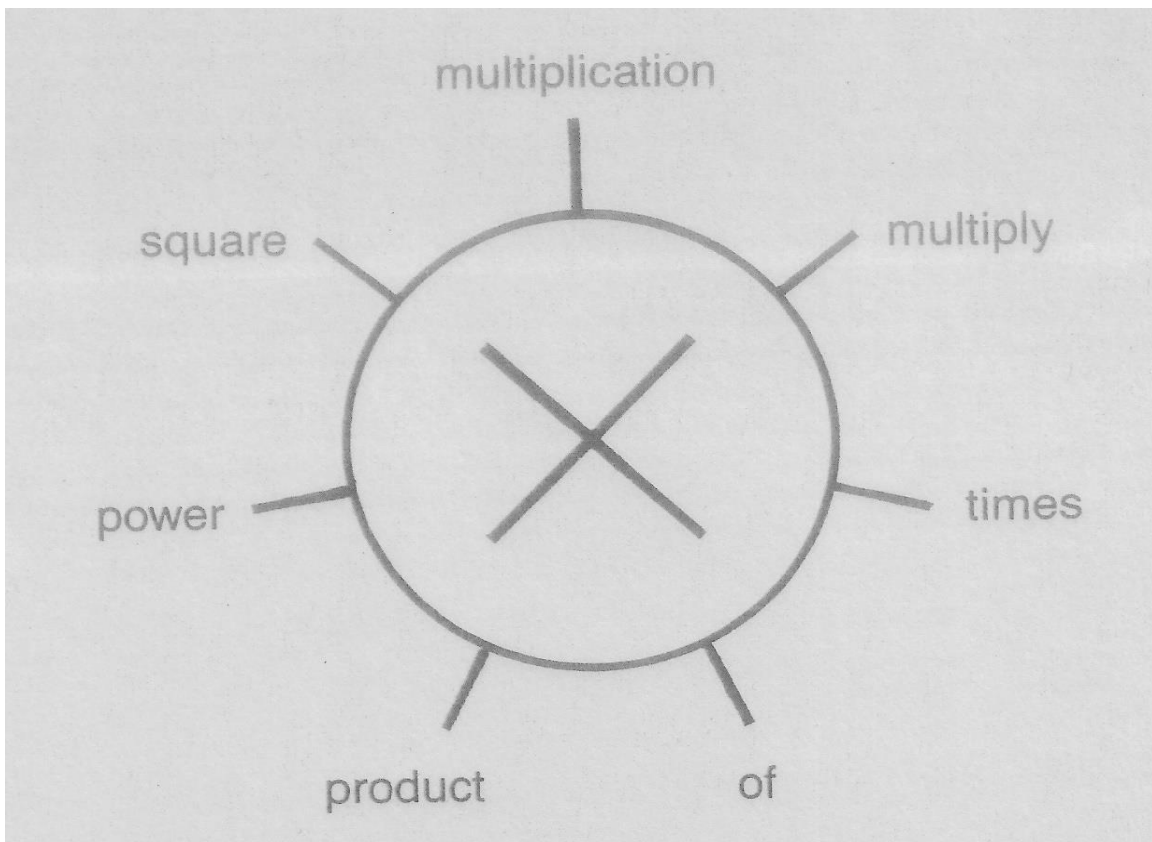 multiplication
square
multiply
power
times
product
of